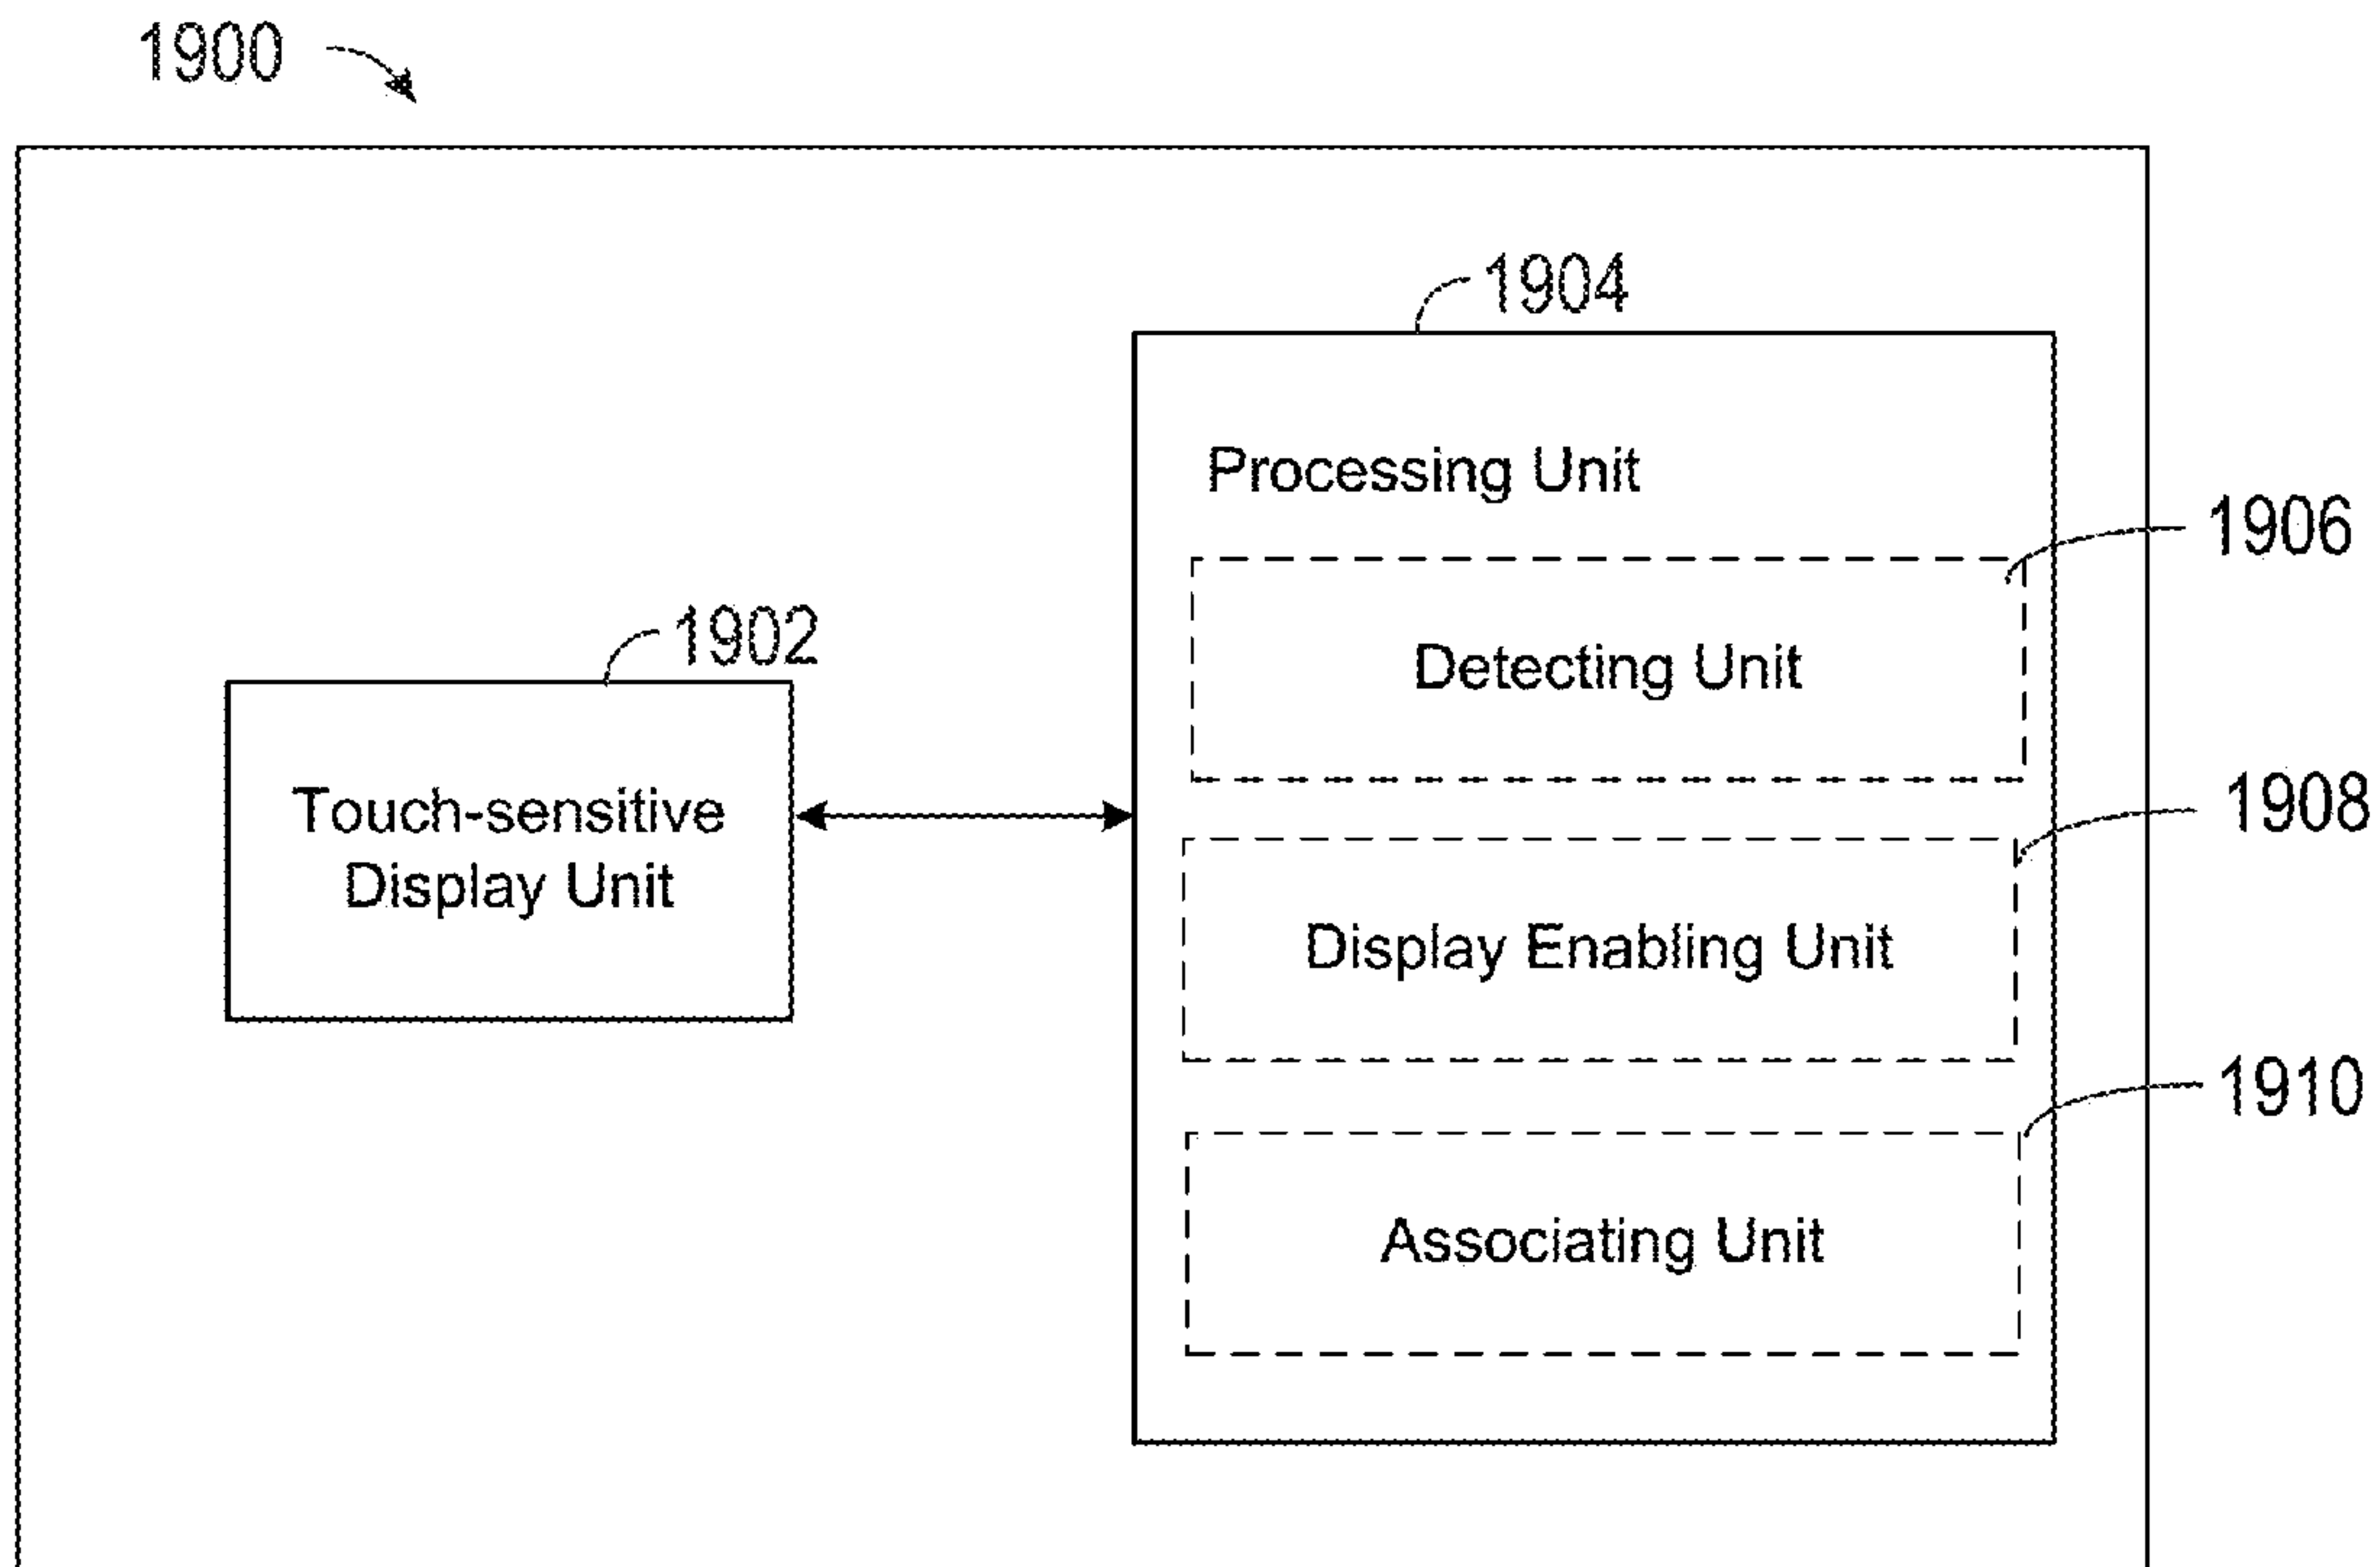 1900
1904
Processing Unit
1906
Detecting Unit
1902
Touch-sensitive
Display Unit
1908
Display Enabling Unit
1910
Associating Unit